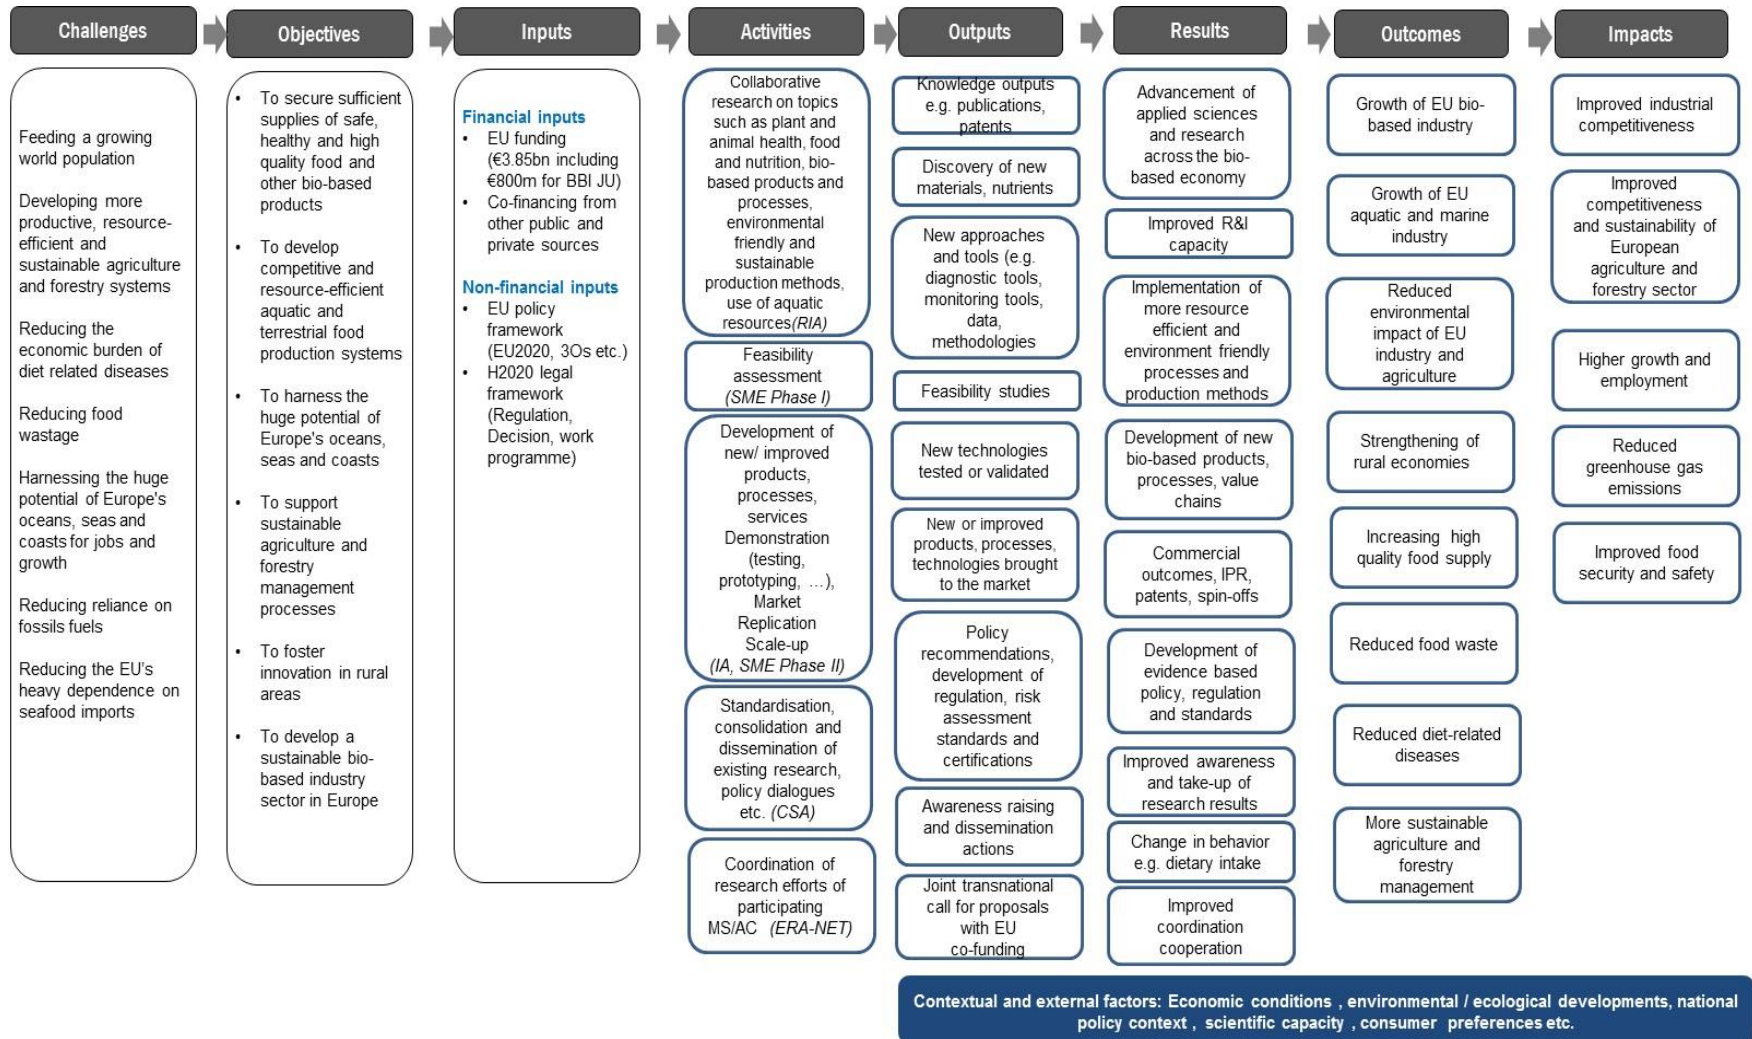 Challenges
Objectives
Inputs
Activities
Outputs
Results
Outcomes
Impacts
Feeding a growing
world population
Developing more
productive, resource-
efficient and
sustainable agriculture
and forestry systems
Reducing the
economic burden of
diet related diseases
Reducing food
wastage
Harnessing the huge
potential of Europe's
oceans, seas and
coasts for jobs and
growth
Reducing reliance on
fossils fuels
Reducing the EU's
heavy dependence on
seafood imports
• To secure sufficient
supplies of safe,
healthy and high
quality food and
other bio-based
products
• To develop
competitive and
resource-efficient
aquatic and
terrestrial food
production systems
• To harness the
huge potential of
Europe's oceans,
seas and coasts
• To support
sustainable
agriculture and
forestry
management
processes
• To foster
innovation in rural
areas
• To develop a
sustainable bio-
based industry
sector in Europe
Financial inputs
• EU funding
(€3.85bn including
€800m for BBI JU)
• Co-financing from
other public and
private sources
Non-financial inputs
• EU policy
framework
(EU2020, 3Os etc.)
• H2020 legal
framework
(Regulation,
Decision, work
programme)
Collaborative
research on topics
such as plant and
animal health, food
and nutrition, bio-
based products and
processes,
environmental
friendly and
sustainable
production methods,
use of aquatic
resources(RIA)
Feasibility
assessment
(SME Phase I)
Development of
new/ improved
products,
processes,
services
Demonstration
(testing,
prototyping, …),
Market
Replication
Scale-up
(IA, SME Phase II)
Standardisation,
consolidation and
dissemination of
existing research,
policy dialogues
etc. (CSA)
Coordination of
research efforts of
participating
MS/AC (ERA-NET)
Knowledge outputs
e.g. publications,
patents
Discovery of new
materials, nutrients
New approaches
and tools (e.g.
diagnostic tools,
monitoring tools,
data,
methodologies
Feasibility studies
New technologies
tested or validated
New or improved
products, processes,
technologies brought
to the market
Policy
recommendations,
development of
regulation, risk
assessment
standards and
certifications
Awareness raising
and dissemination
actions
Joint transnational
call for proposals
with EU
co-funding
Advancement of
applied sciences
and research
across the bio-
based economy
Improved R&I
capacity
Implementation of
more resource
efficient and
environment friendly
processes and
production methods
Development of new
bio-based products,
processes, value
chains
Commercial
outcomes, IPR,
patents, spin-offs
Development of
evidence based
policy, regulation
and standards
Improved awareness
and take-up of
research results
Change in behavior
e.g. dietary intake
Improved
coordination
cooperation
Growth of EU bio-
based industry
Growth of EU
aquatic and marine
industry
Reduced
environmental
impact of EU
industry and
agriculture
Strengthening of
rural economies
Increasing high
quality food supply
Reduced food waste
Reduced diet-related
diseases
More sustainable
agriculture and
forestry
management
Improved industrial
competitiveness
Improved
competitiveness
and sustainability of
European
agriculture and
forestry sector
Higher growth and
employment
Reduced
greenhouse gas
emissions
Improved food
security and safety
Contextual and external factors: Economic conditions , environmental / ecological developments, national
policy context , scientific capacity , consumer preferences etc.